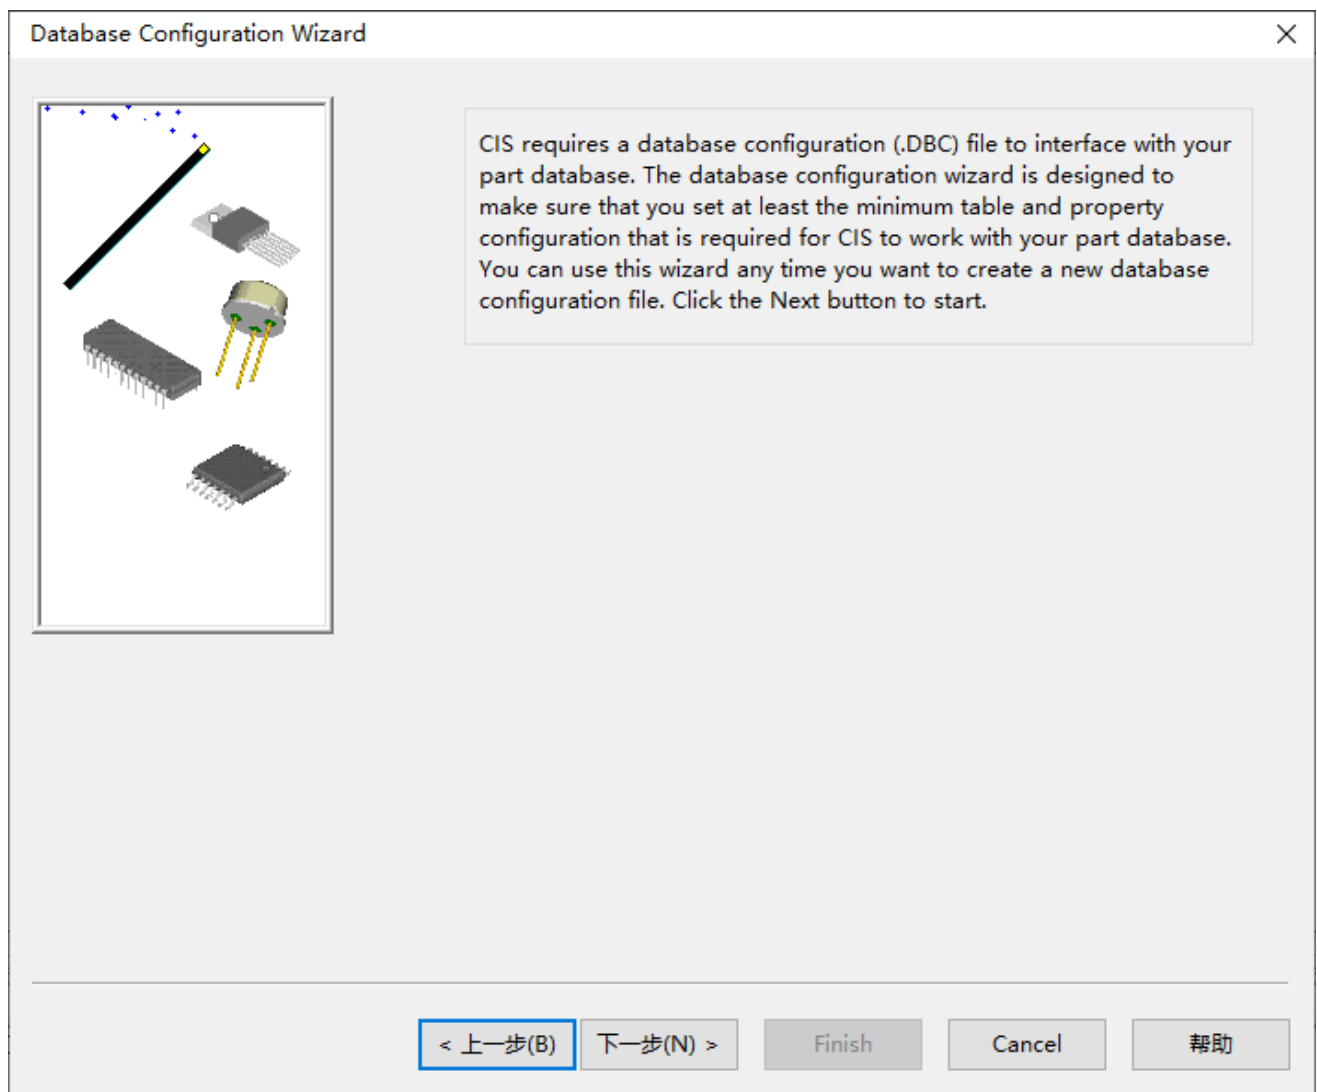 Database Configuration Wizard
CIS requires a database configuration (.DBC) file to interface with your
part database. The database configuration wizard is designed to
make sure that you set at least the minimum table and property
configuration that is required for CIS to work with your part database.
You can use this wizard any time you want to create a new database
configuration file. Click the Next button to start.
< 上一步(B) 下一步(N) > Finish Cancel 帮助